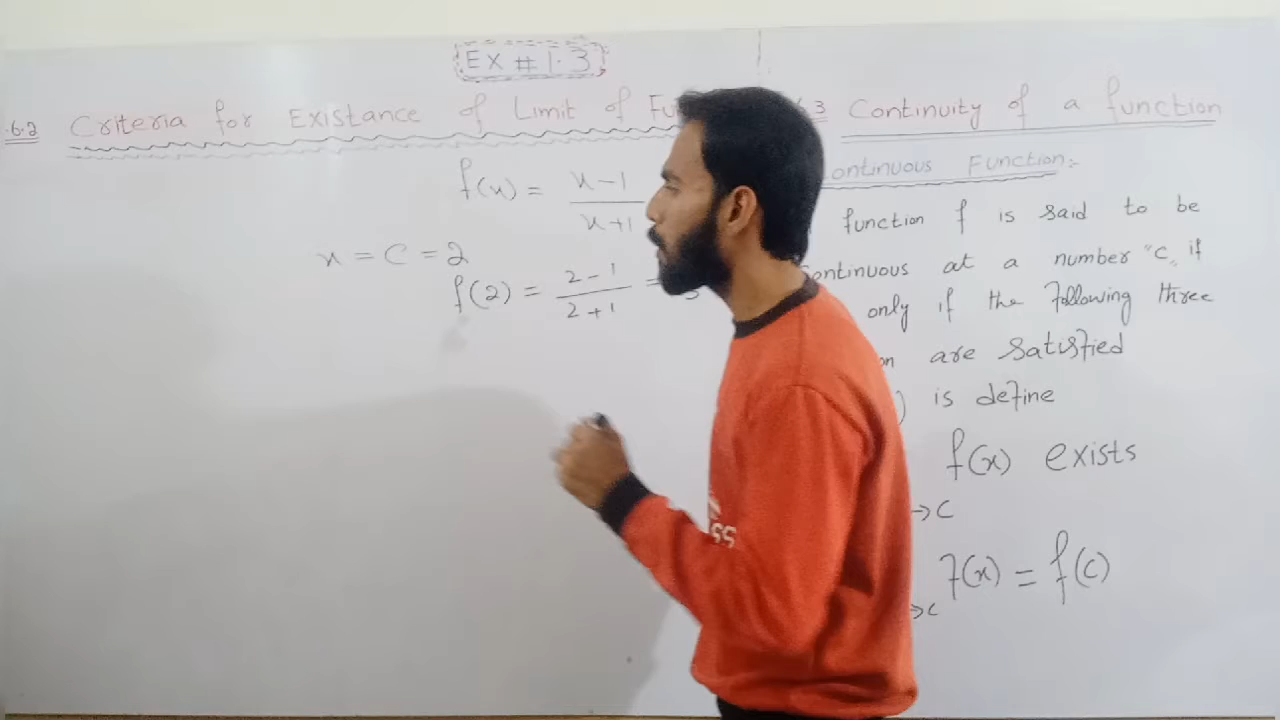 EX # 1.3
.6.2 Criteria for Existance of Limit of Fu
f(x) = x-1
x+1
x = C = 2
f(2) = 2-1 =
2+1
.3 Continuity of a function
ontinuous Function:-
function f is said to be
ontinuous at a number "c" if
only if the following three
on are satisfied
) is define
f(x) exists
→C
f(x) = f(c)
→C
SS